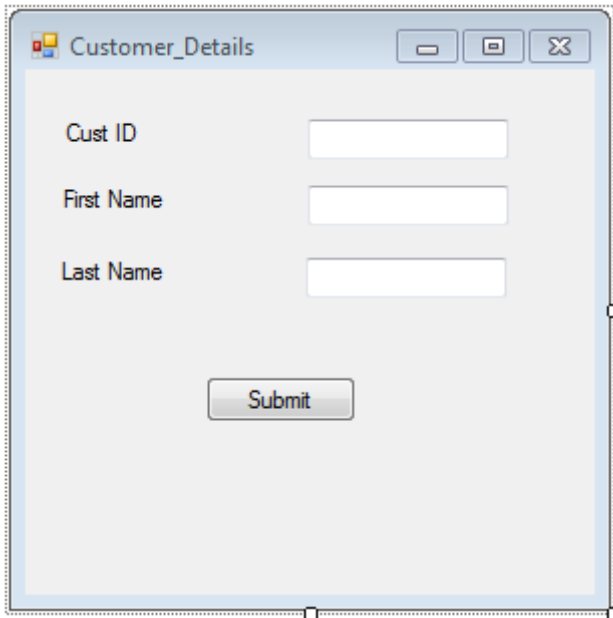 Customer_Details
Cust ID
First Name
Last Name
Submit